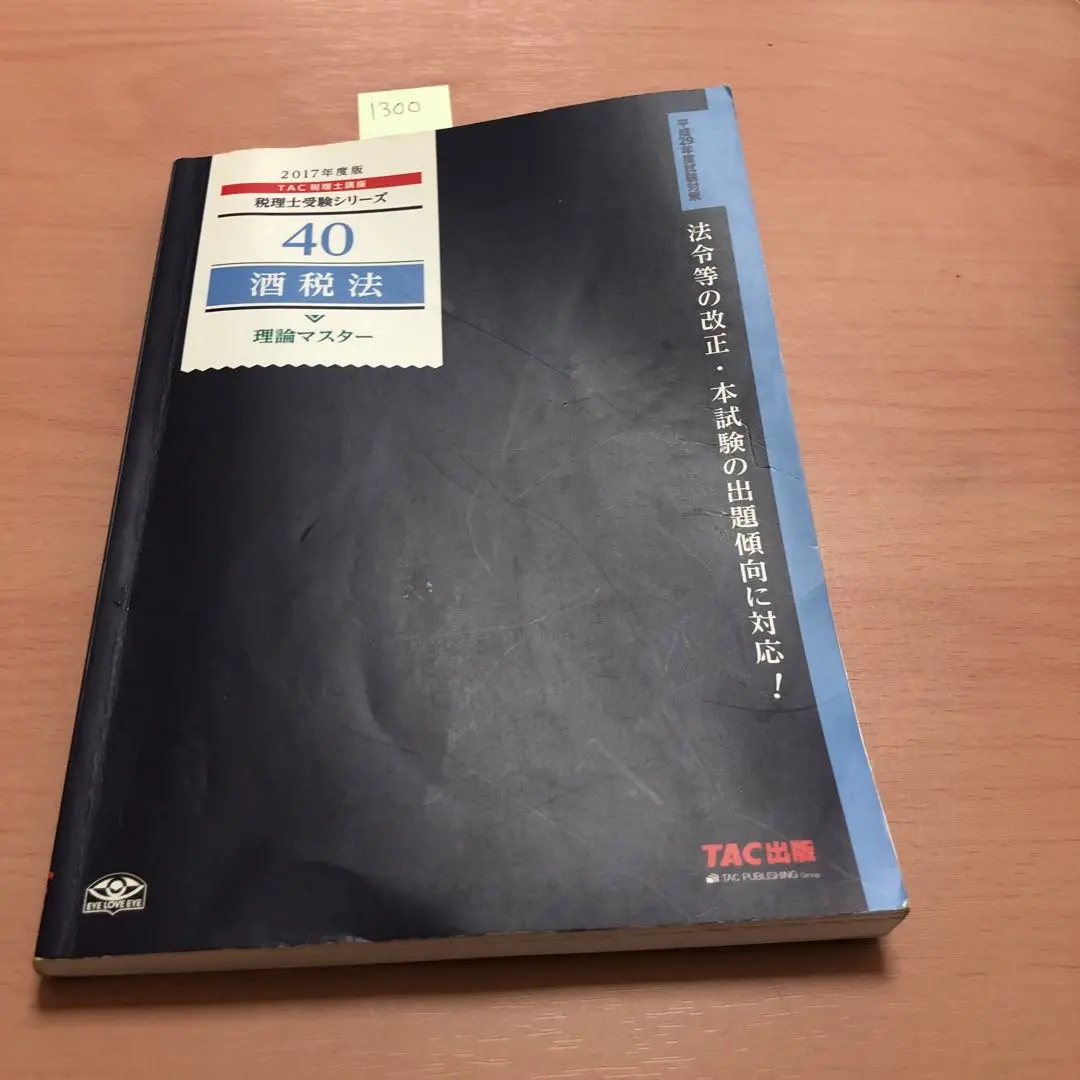 1300
2017年度版
TAC 税理士講座
税理士受験シリーズ
40
酒税法
理論マスター
平成29年度試験対策
法令等の改正・本試験の出題傾向に対応！
TAC出版
TAC PUBLISHING Group
EYE LOVE EYE